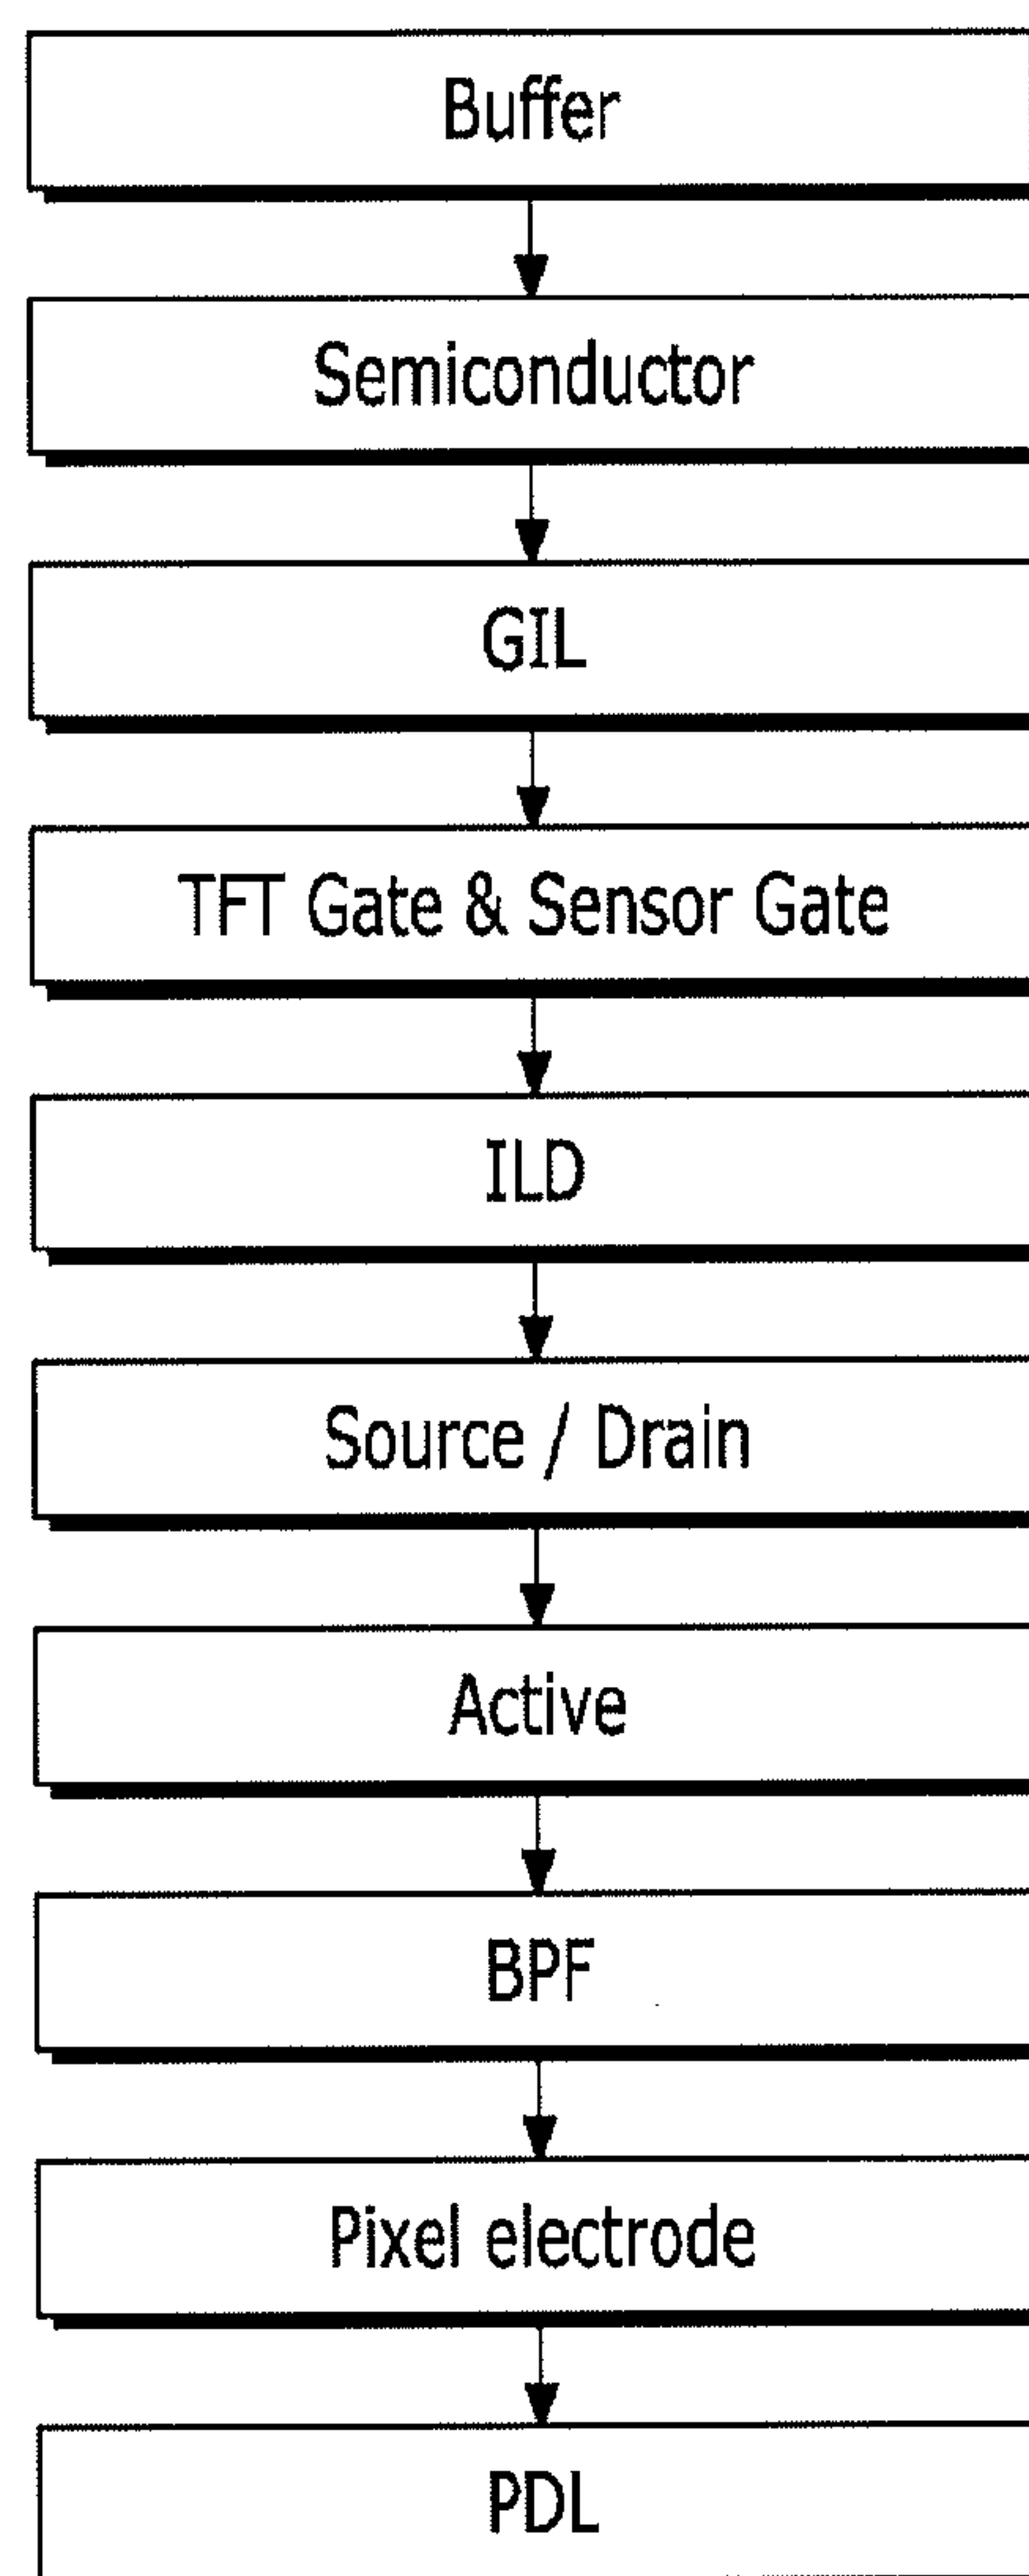 Buffer
Semiconductor
GIL
TFT Gate & Sensor Gate
ILD
Source / Drain
Active
BPF
Pixel electrode
PDL